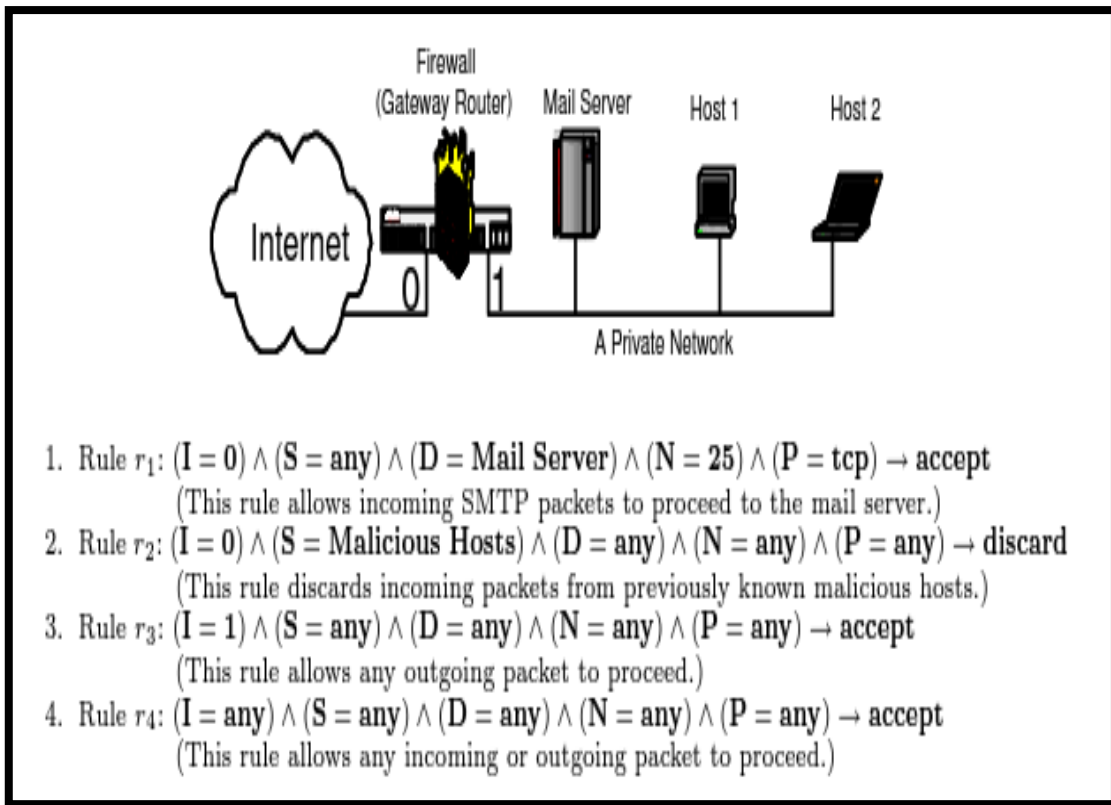 Firewall
(Gateway Router)
Mail Server
Host 1
Host 2
Internet
0
1
A Private Network
1. Rule r₁: (I = 0) ∧ (S = any) ∧ (D = Mail Server) ∧ (N = 25) ∧ (P = tcp) → accept
(This rule allows incoming SMTP packets to proceed to the mail server.)
2. Rule r₂: (I = 0) ∧ (S = Malicious Hosts) ∧ (D = any) ∧ (N = any) ∧ (P = any) → discard
(This rule discards incoming packets from previously known malicious hosts.)
3. Rule r₃: (I = 1) ∧ (S = any) ∧ (D = any) ∧ (N = any) ∧ (P = any) → accept
(This rule allows any outgoing packet to proceed.)
4. Rule r₄: (I = any) ∧ (S = any) ∧ (D = any) ∧ (N = any) ∧ (P = any) → accept
(This rule allows any incoming or outgoing packet to proceed.)